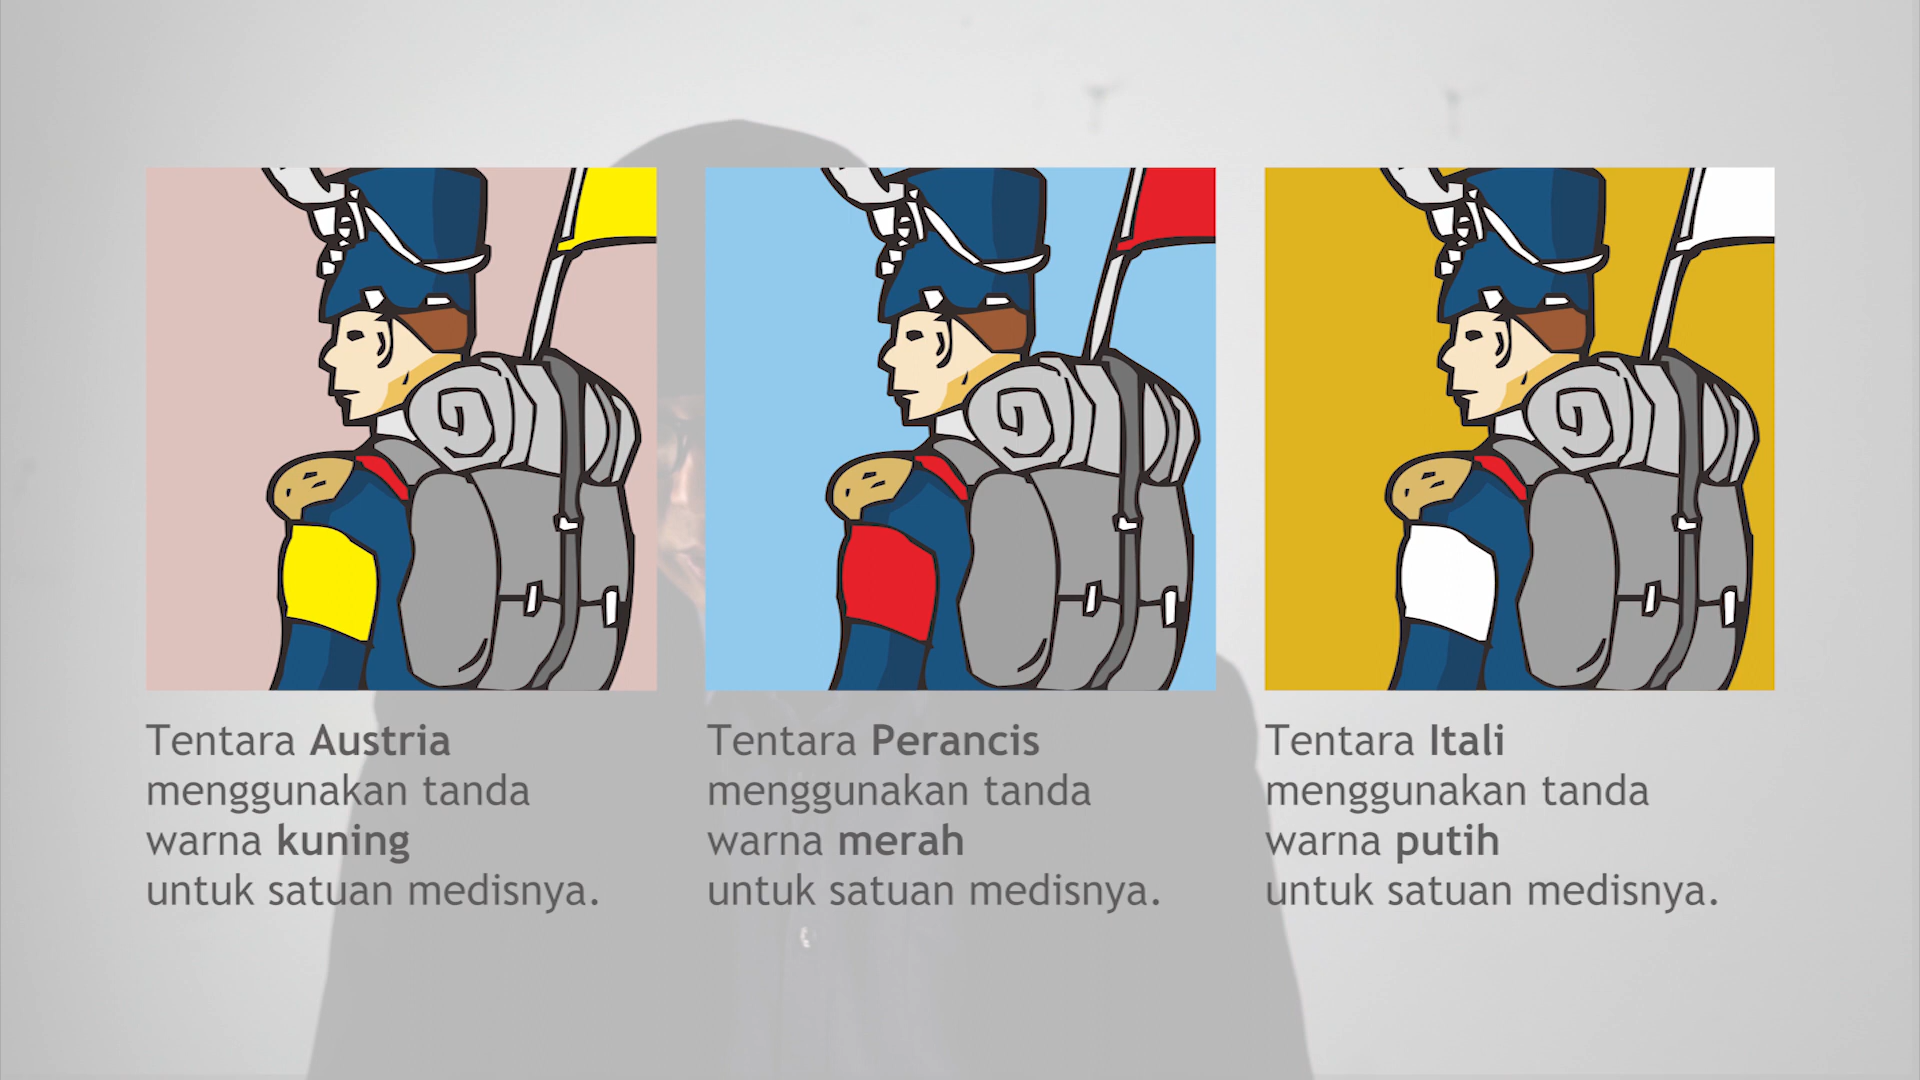 Tentara Austria
menggunakan tanda
warna kuning
untuk satuan medisnya.
Tentara Perancis
menggunakan tanda
warna merah
untuk satuan medisnya.
Tentara Itali
menggunakan tanda
warna putih
untuk satuan medisnya.